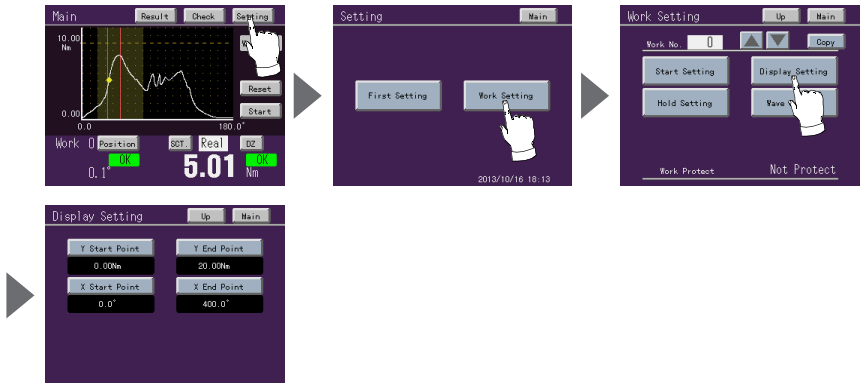 Main Result Check Setting
10.00
Nm
Reset
Start
0.00
0.0 180.0°
Work 0 Position SCT. Real DZ
OK OK
0.1° 5.01 Nm
Setting Main
First Setting Work Setting
2013/10/16 18:13
Work Setting Up Main
Work No. 0 Copy
Start Setting Display Setting
Hold Setting Wave
Work Protect Not Protect
Display Setting Up Main
Y Start Point Y End Point
0.00Nm 20.00Nm
X Start Point X End Point
0.0° 400.0°